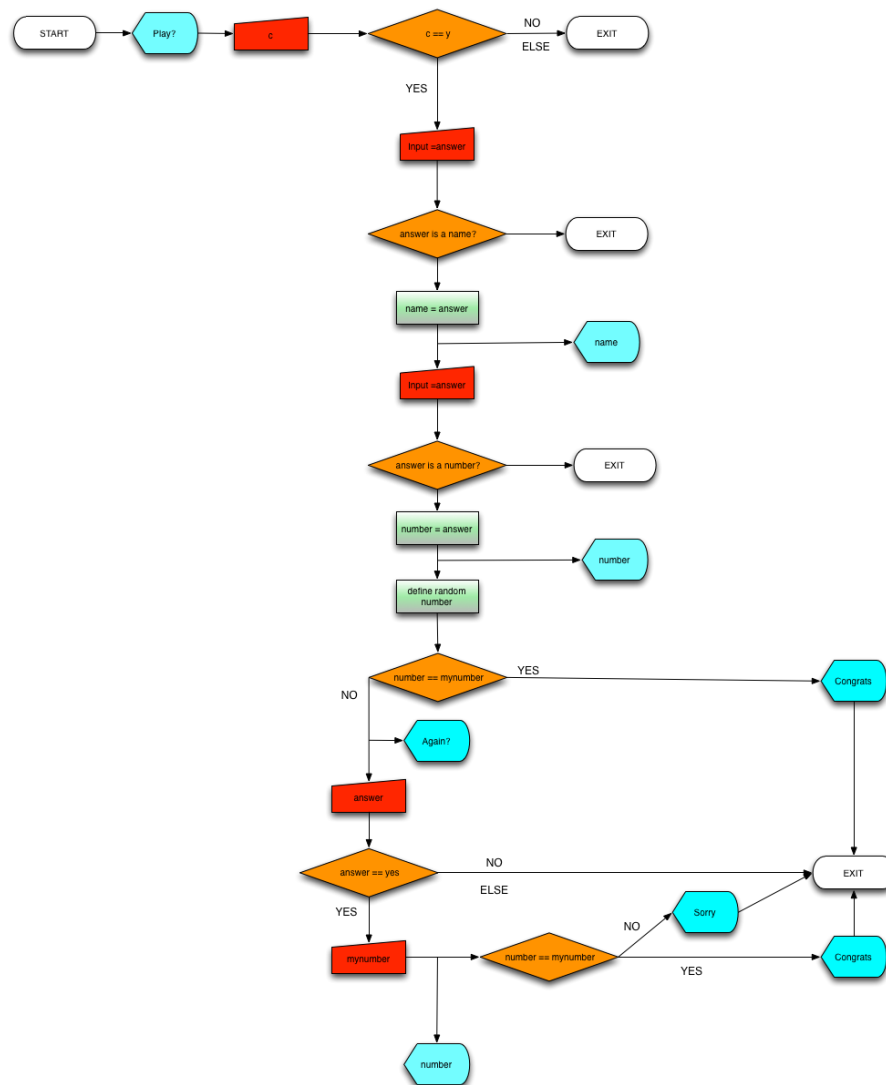 START
Play?
c
c == y
NO
ELSE
EXIT
YES
input =answer
answer is a name?
EXIT
name = answer
name
input =answer
answer is a number?
EXIT
number = answer
number
define random
number
number == mynumber
YES
Congrats
NO
Again?
answer
answer == yes
NO
ELSE
EXIT
YES
Sorry
NO
mynumber
number == mynumber
YES
Congrats
number